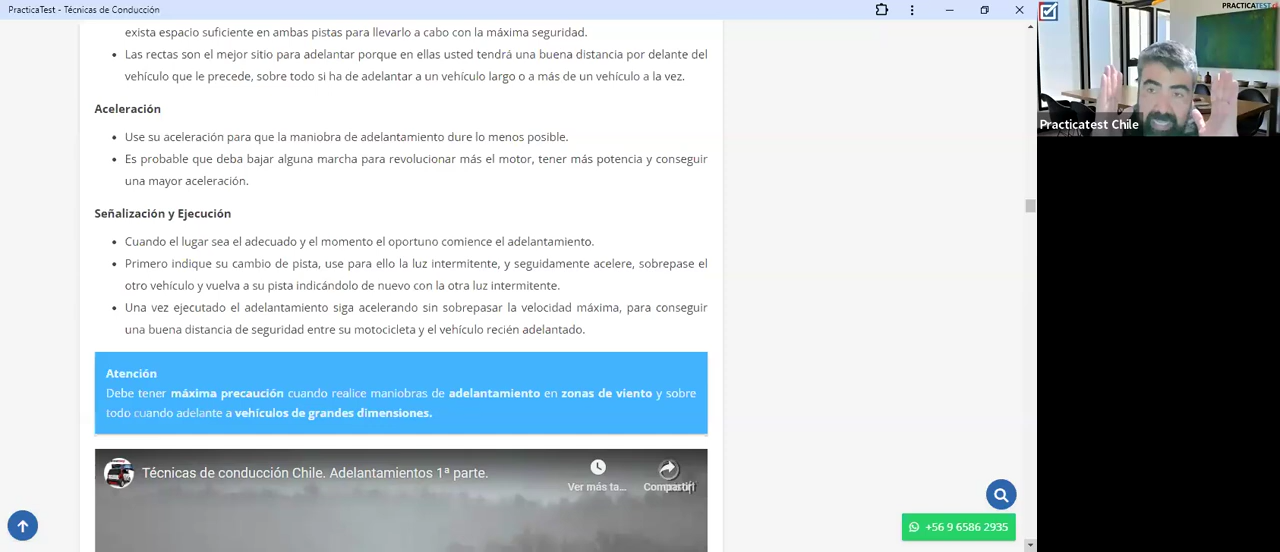 PracticaTest - Técnicas de Conducción
exista espacio suficiente en ambas pistas para llevarlo a cabo con la máxima seguridad.
• Las rectas son el mejor sitio para adelantar porque en ellas usted tendrá una buena distancia por delante del
vehículo que le precede, sobre todo si ha de adelantar a un vehículo largo o a más de un vehículo a la vez.
Aceleración
• Use su aceleración para que la maniobra de adelantamiento dure lo menos posible.
• Es probable que deba bajar alguna marcha para revolucionar más el motor, tener más potencia y conseguir
una mayor aceleración.
Señalización y Ejecución
• Cuando el lugar sea el adecuado y el momento el oportuno comience el adelantamiento.
• Primero indique su cambio de pista, use para ello la luz intermitente, y seguidamente acelere, sobrepase el
otro vehículo y vuelva a su pista indicándolo de nuevo con la otra luz intermitente.
• Una vez ejecutado el adelantamiento siga acelerando sin sobrepasar la velocidad máxima, para conseguir
una buena distancia de seguridad entre su motocicleta y el vehículo recién adelantado.
Atención
Debe tener máxima precaución cuando realice maniobras de adelantamiento en zonas de viento y sobre
todo cuando adelante a vehículos de grandes dimensiones.
Técnicas de conducción Chile. Adelantamientos 1ª parte.
Ver más ta...
Compartir
+56 9 6586 2935
PRACTICATEST
Practicatest Chile